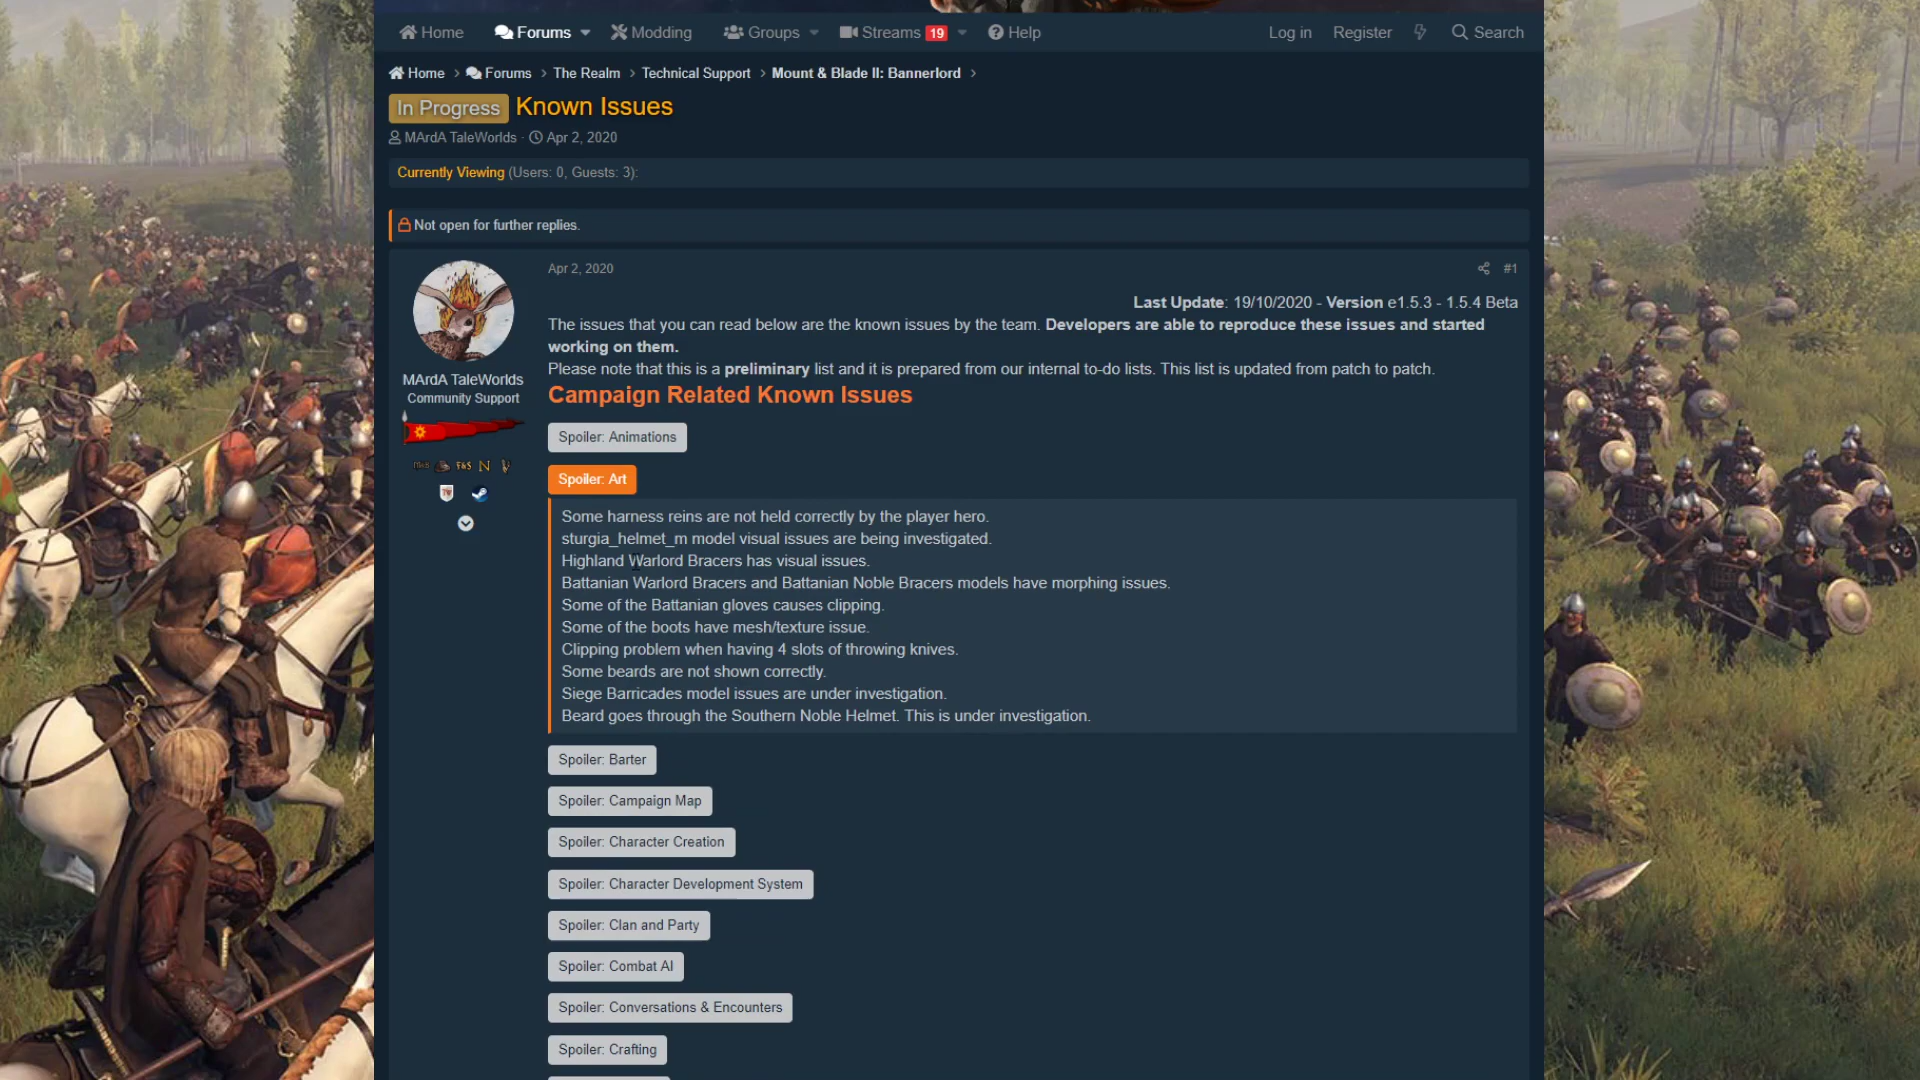 Home Forums Modding Groups Streams 19 Help Log in Register Search
Home > Forums > The Realm > Technical Support > Mount & Blade II: Bannerlord >
In Progress Known Issues
MArdA TaleWorlds · Apr 2, 2020
Currently Viewing (Users: 0, Guests: 3):
Not open for further replies.
Apr 2, 2020 #1
MArdA TaleWorlds
Community Support
M&S F&S N
Last Update: 19/10/2020 - Version e1.5.3 - 1.5.4 Beta
The issues that you can read below are the known issues by the team. Developers are able to reproduce these issues and started
working on them.
Please note that this is a preliminary list and it is prepared from our internal to-do lists. This list is updated from patch to patch.
Campaign Related Known Issues
Spoiler: Animations
Spoiler: Art
Some harness reins are not held correctly by the player hero.
sturgia_helmet_m model visual issues are being investigated.
Highland Warlord Bracers has visual issues.
Battanian Warlord Bracers and Battanian Noble Bracers models have morphing issues.
Some of the Battanian gloves causes clipping.
Some of the boots have mesh/texture issue.
Clipping problem when having 4 slots of throwing knives.
Some beards are not shown correctly.
Siege Barricades model issues are under investigation.
Beard goes through the Southern Noble Helmet. This is under investigation.
Spoiler: Barter
Spoiler: Campaign Map
Spoiler: Character Creation
Spoiler: Character Development System
Spoiler: Clan and Party
Spoiler: Combat AI
Spoiler: Conversations & Encounters
Spoiler: Crafting